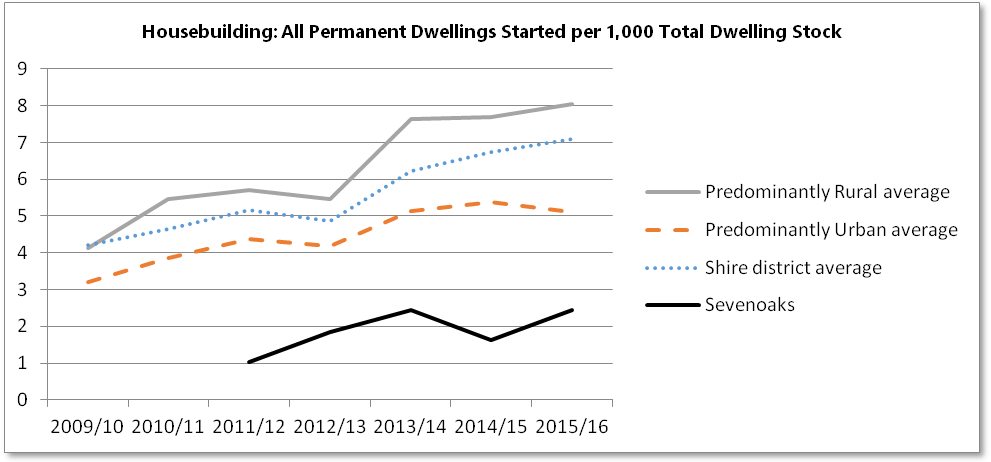 Housebuilding: All Permanent Dwellings Started per 1,000 Total Dwelling Stock
9
8
7
6
5
4
3
2
1
0
2009/10 2010/11 2011/12 2012/13 2013/14 2014/15 2015/16
Predominantly Rural average
Predominantly Urban average
Shire district average
Sevenoaks